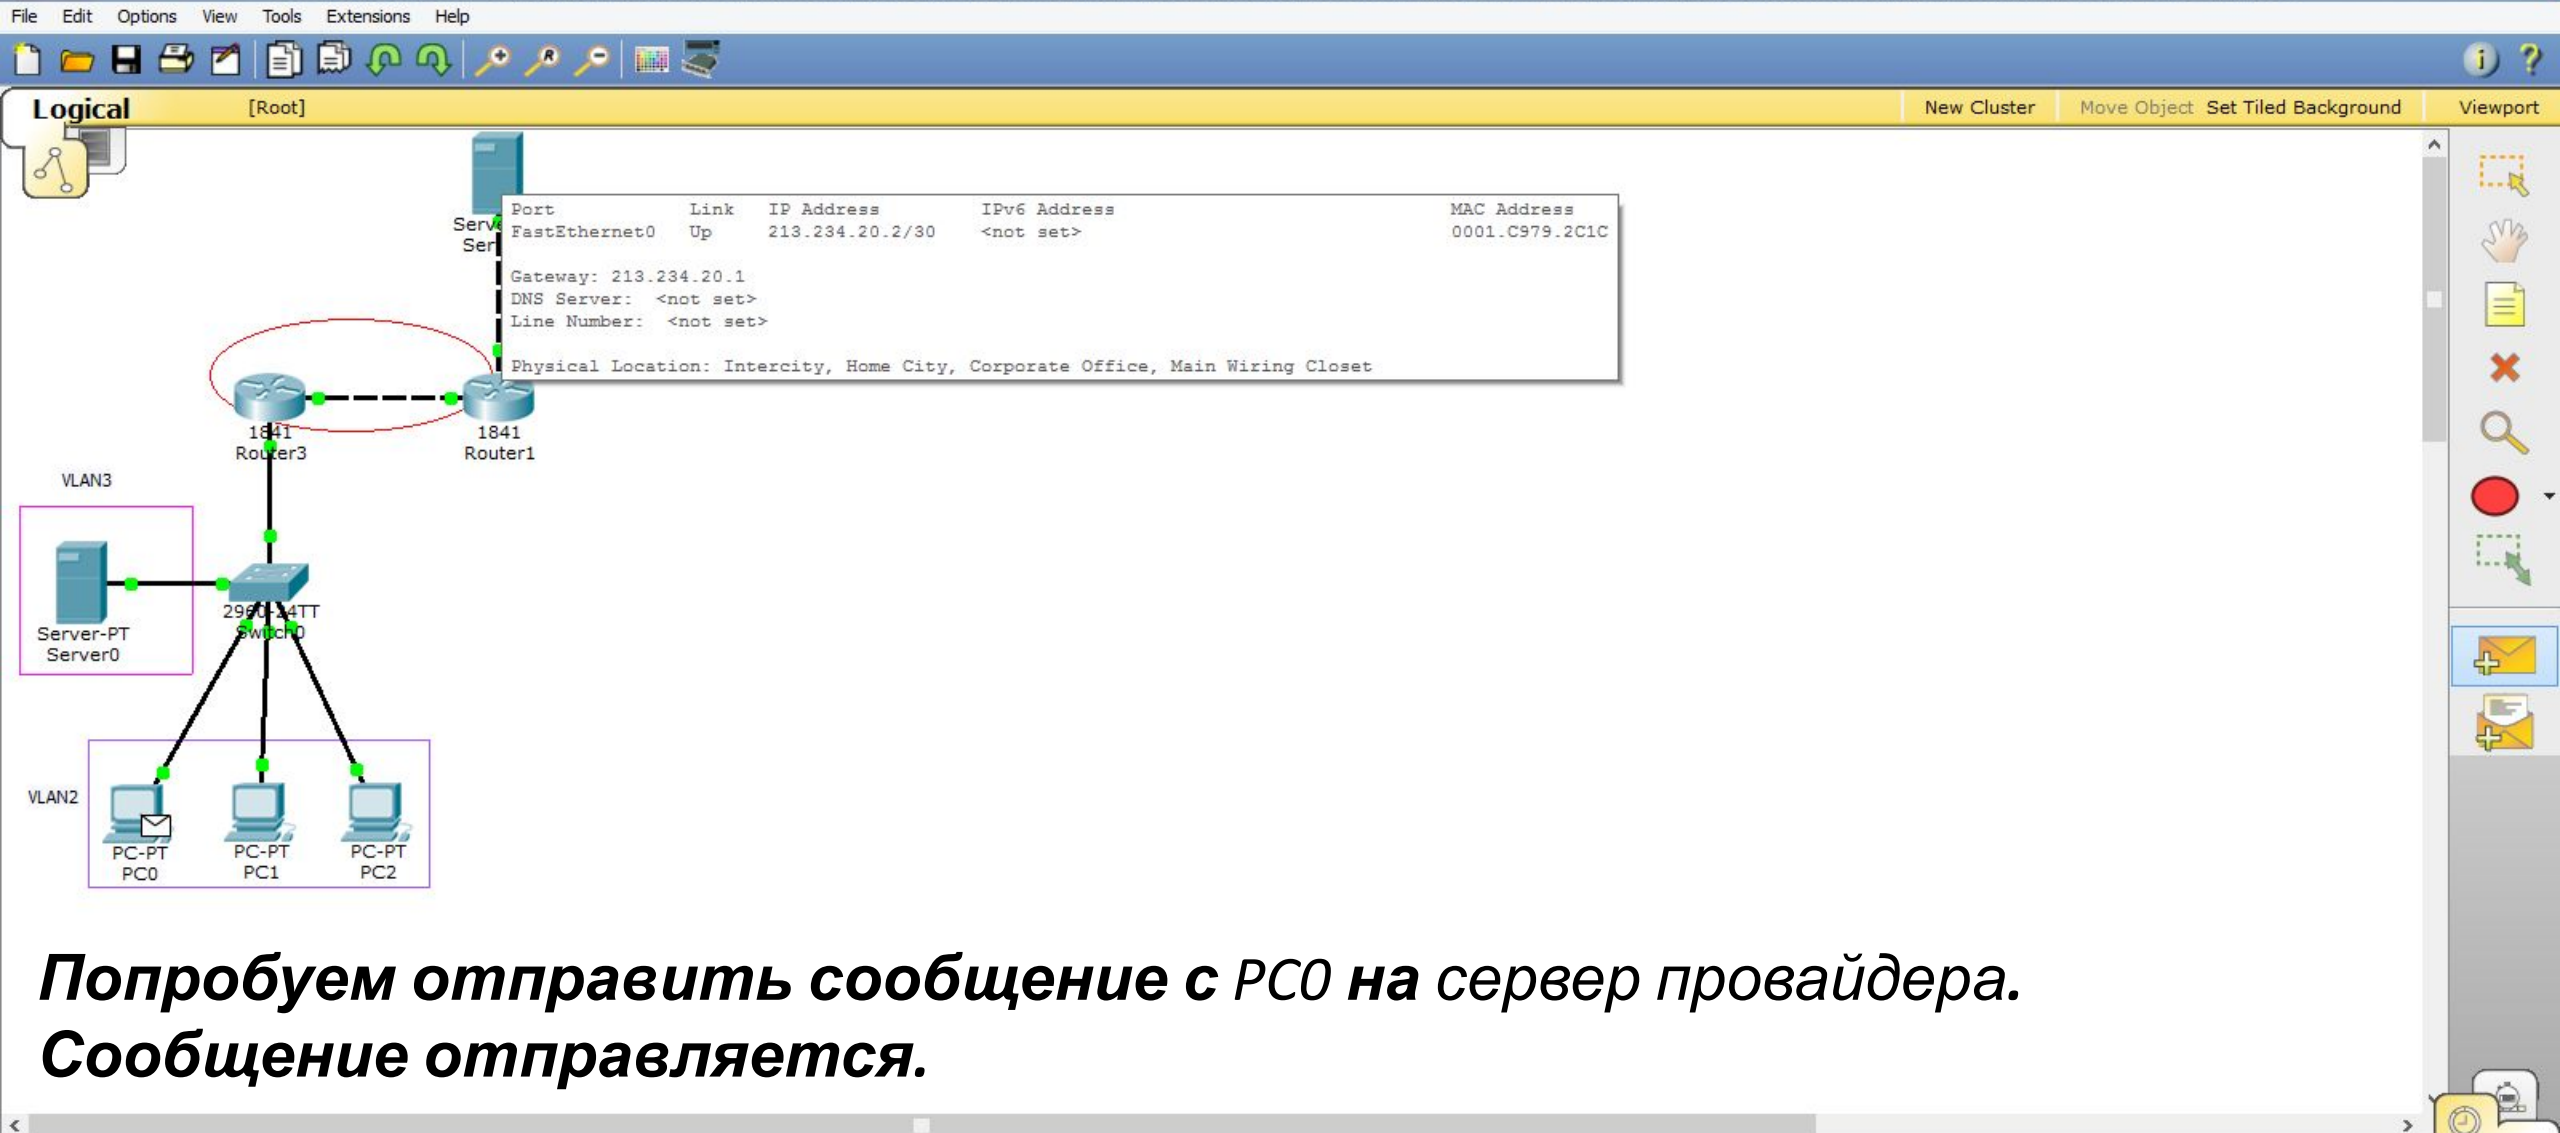 File Edit Options View Tools Extensions Help
Logical [Root] New Cluster Move Object Set Tiled Background Viewport
Port Link IP Address IPv6 Address MAC Address
FastEthernet0 Up 213.234.20.2/30 <not set> 0001.C979.2C1C
Gateway: 213.234.20.1
DNS Server: <not set>
Line Number: <not set>
Physical Location: Intercity, Home City, Corporate Office, Main Wiring Closet
1841
Router3
1841
Router1
VLAN3
Server-PT
Server0
2960-24TT
Switch0
VLAN2
PC-PT
PC0
PC-PT
PC1
PC-PT
PC2
Попробуем отправить сообщение с PC0 на сервер провайдера.
Сообщение отправляется.